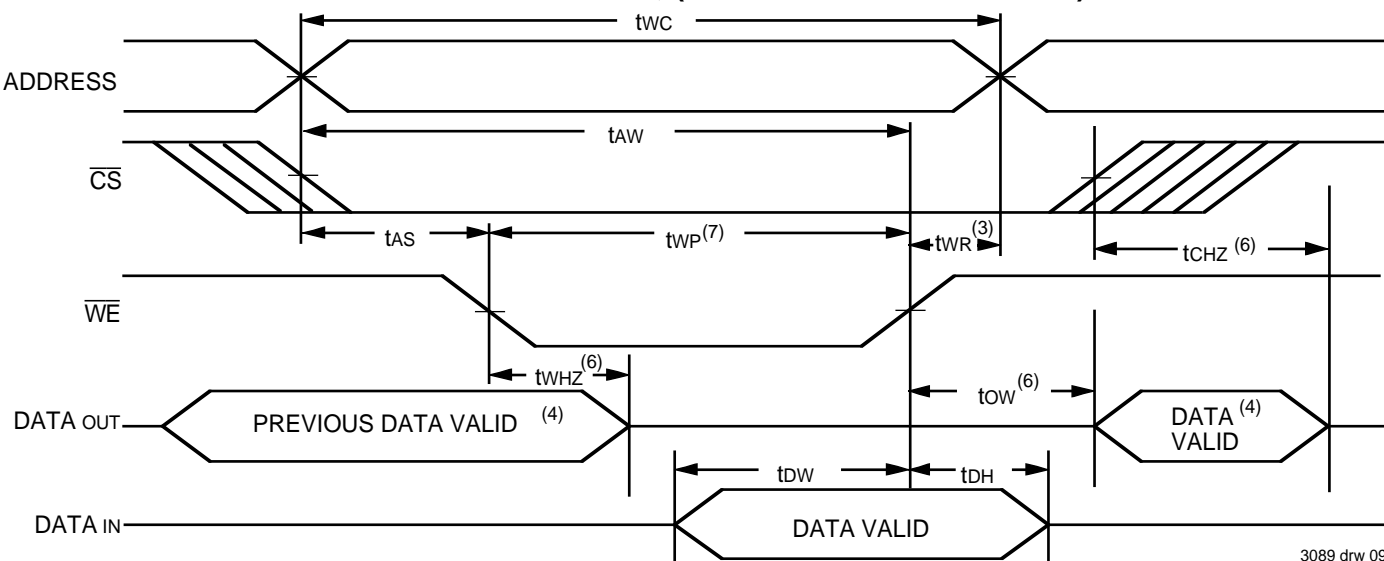 tWC
ADDRESS
tAW
CS
tAS
tWP(7)
tWR(3)
tCHZ (6)
WE
tWHZ(6)
tOW (6)
DATA OUT
PREVIOUS DATA VALID (4)
DATA (4)
VALID
tDW
tDH
DATA IN
DATA VALID
3089 drw 09